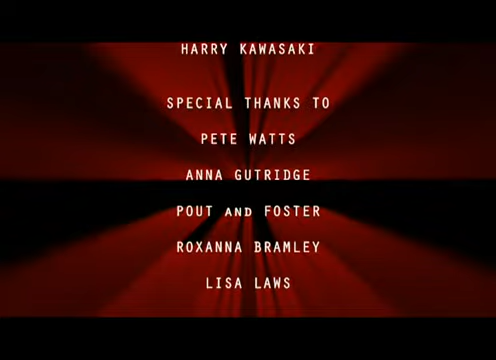 HARRY KAWASAKI
SPECIAL THANKS TO
PETE WATTS
ANNA GUTRIDGE
POUT AND FOSTER
ROXANNA BRAMLEY
LISA LAWS